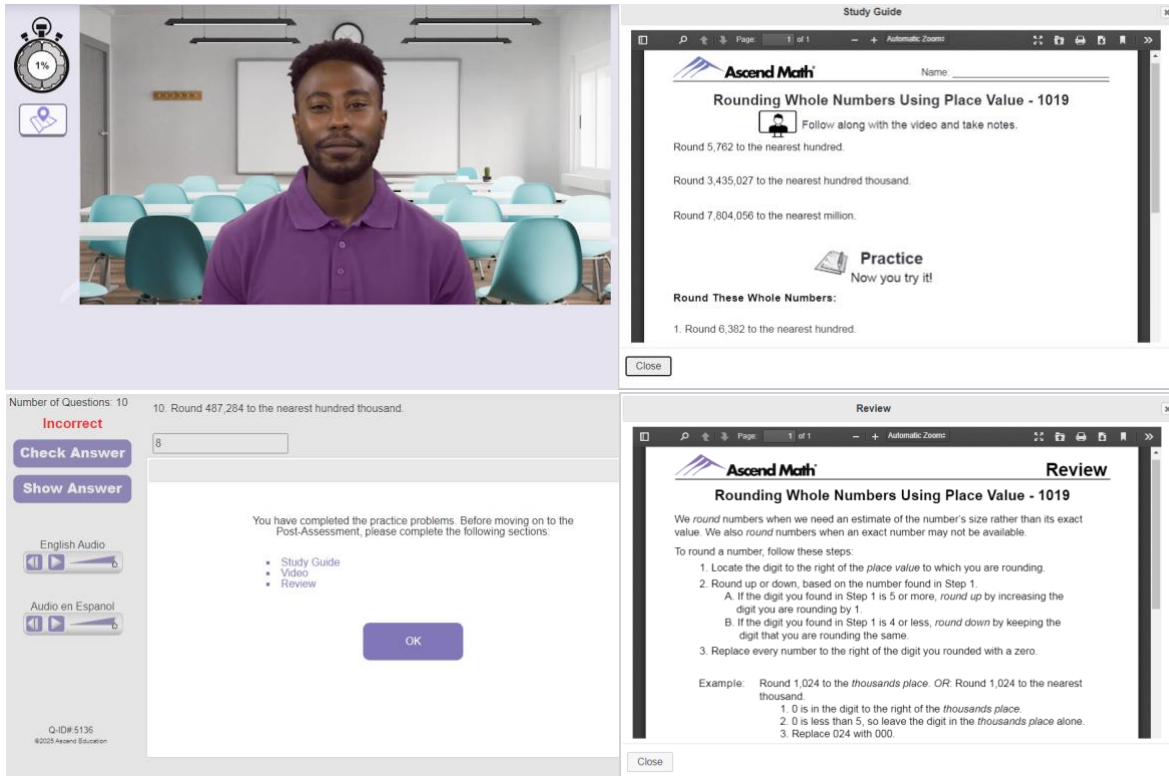 1%
Study Guide
Page: 1 of 1
Automatic Zoom
Ascend Math
Name:
Rounding Whole Numbers Using Place Value - 1019
Follow along with the video and take notes.
Round 5,762 to the nearest hundred.
Round 3,435,027 to the nearest hundred thousand.
Round 7,804,056 to the nearest million.
Practice
Now you try it!
Round These Whole Numbers:
1. Round 6,382 to the nearest hundred.
Close
Number of Questions: 10
Incorrect
Check Answer
Show Answer
English Audio
Audio en Espanol
Q-ID#:5136
©2025 Ascend Education
10. Round 487,284 to the nearest hundred thousand.
8
You have completed the practice problems. Before moving on to the
Post-Assessment, please complete the following sections:
Study Guide
Video
Review
OK
Review
Page: 1 of 1
Automatic Zoom
Ascend Math
Review
Rounding Whole Numbers Using Place Value - 1019
We round numbers when we need an estimate of the number's size rather than its exact
value. We also round numbers when an exact number may not be available.
To round a number, follow these steps:
1. Locate the digit to the right of the place value to which you are rounding.
2. Round up or down, based on the number found in Step 1.
A. If the digit you found in Step 1 is 5 or more, round up by increasing the
digit you are rounding by 1.
B. If the digit you found in Step 1 is 4 or less, round down by keeping the
digit that you are rounding the same.
3. Replace every number to the right of the digit you rounded with a zero.
Example: Round 1,024 to the thousands place. OR: Round 1,024 to the nearest
thousand.
1. 0 is in the digit to the right of the thousands place.
2. 0 is less than 5, so leave the digit in the thousands place alone.
3. Replace 024 with 000.
Close